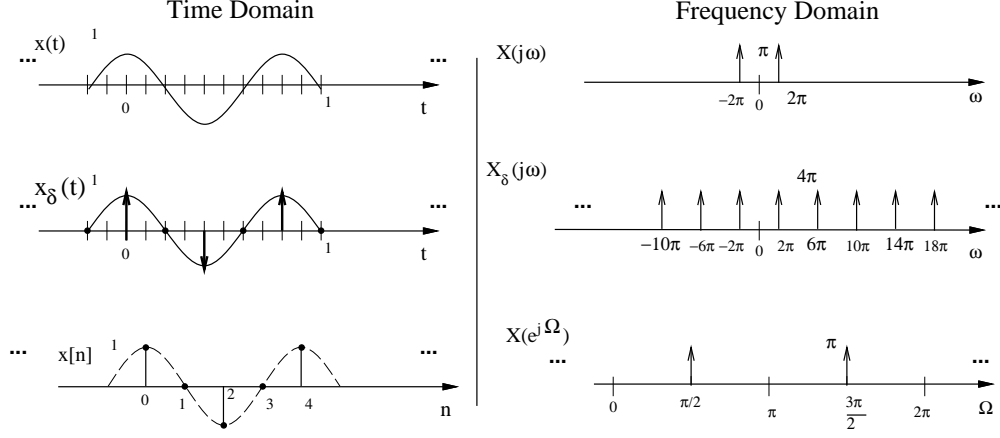 Time Domain
Frequency Domain
x(t)
1
...
...
0
1
t
X(jω)
π
−2π
0
2π
ω
x_δ(t)
1
...
...
0
1
t
X_δ(jω)
4π
...
...
−10π
−6π
−2π
0
2π
6π
10π
14π
18π
ω
x[n]
1
...
...
0
1
2
3
4
n
X(e^{jΩ})
π
...
...
0
π/2
π
3π/2
2π
Ω